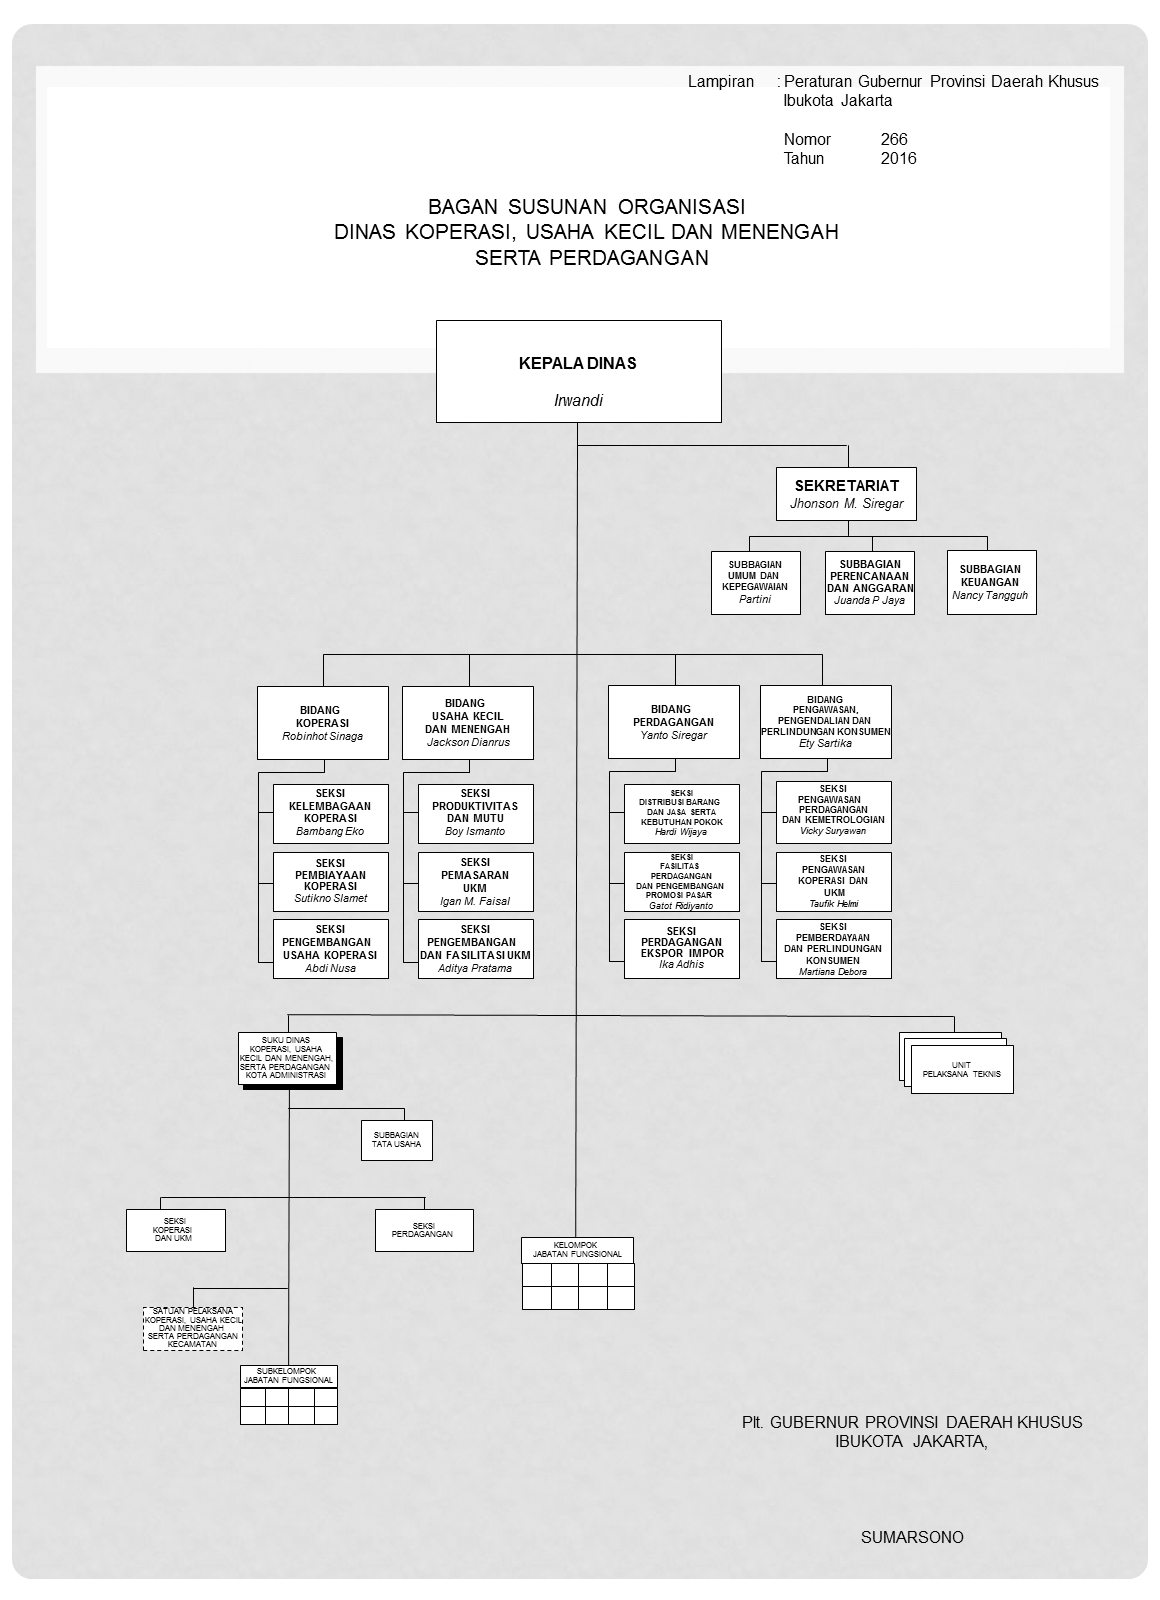 Lampiran : Peraturan Gubernur Provinsi Daerah Khusus
Ibukota Jakarta
Nomor 266
Tahun 2016
BAGAN SUSUNAN ORGANISASI
DINAS KOPERASI, USAHA KECIL DAN MENENGAH
SERTA PERDAGANGAN
KEPALA DINAS
Irwandi
SEKRETARIAT
Jhonson M. Siregar
SUBBAGIAN
UMUM DAN
KEPEGAWAIAN
Partini
SUBBAGIAN
PERENCANAAN
DAN ANGGARAN
Juanda P Jaya
SUBBAGIAN
KEUANGAN
Nancy Tangguh
BIDANG
KOPERASI
Robinhot Sinaga
BIDANG
USAHA KECIL
DAN MENENGAH
Jackson Dianrus
BIDANG
PERDAGANGAN
Yanto Siregar
BIDANG
PENGAWASAN,
PENGENDALIAN DAN
PERLINDUNGAN KONSUMEN
Ety Sartika
SEKSI
KELEMBAGAAN
KOPERASI
Bambang Eko
SEKSI
PRODUKTIVITAS
DAN MUTU
Boy Ismanto
SEKSI
DISTRIBUSI BARANG
DAN JASA SERTA
KEBUTUHAN POKOK
Hardi Wijaya
SEKSI
PENGAWASAN
PERDAGANGAN
DAN KEMETROLOGIAN
Vicky Suryawan
SEKSI
PEMBIAYAAN
KOPERASI
Sutikno Slamet
SEKSI
PEMASARAN
UKM
Igan M. Faisal
SEKSI
FASILITAS
PERDAGANGAN
DAN PENGEMBANGAN
PROMOSI PASAR
Gatot Ridiyanto
SEKSI
PENGAWASAN
KOPERASI DAN
UKM
Taufik Helmi
SEKSI
PENGEMBANGAN
USAHA KOPERASI
Abdi Nusa
SEKSI
PENGEMBANGAN
DAN FASILITASI UKM
Aditya Pratama
SEKSI
PERDAGANGAN
EKSPOR IMPOR
Ika Adhis
SEKSI
PEMBERDAYAAN
DAN PERLINDUNGAN
KONSUMEN
Martiana Debora
SUKU DINAS
KOPERASI, USAHA
KECIL DAN MENENGAH,
SERTA PERDAGANGAN
KOTA ADMINISTRASI
UNIT
PELAKSANA TEKNIS
SUBBAGIAN
TATA USAHA
SEKSI
KOPERASI
DAN UKM
SEKSI
PERDAGANGAN
KELOMPOK
JABATAN FUNGSIONAL
SATUAN PELAKSANA
KOPERASI, USAHA KECIL
DAN MENENGAH
SERTA PERDAGANGAN
KECAMATAN
SUBKELOMPOK
JABATAN FUNGSIONAL
Plt. GUBERNUR PROVINSI DAERAH KHUSUS
IBUKOTA JAKARTA,
SUMARSONO